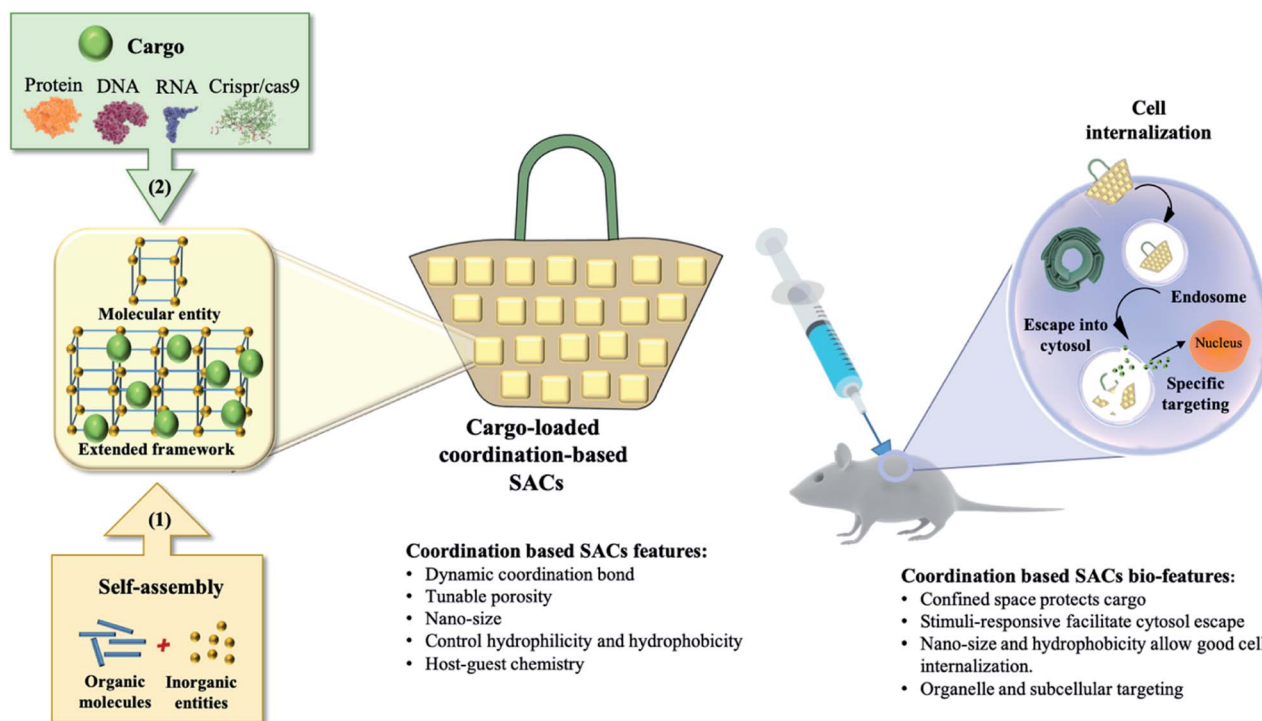 Cargo
Protein DNA RNA Crispr/cas9
(2)
Molecular entity
Extended framework
(1)
Self-assembly
+
Organic
molecules
Inorganic
entities
Cargo-loaded
coordination-based
SACs
Coordination based SACs features:
• Dynamic coordination bond
• Tunable porosity
• Nano-size
• Control hydrophilicity and hydrophobicity
• Host-guest chemistry
Cell
internalization
Endosome
Escape into
cytosol
Nucleus
Specific
targeting
Coordination based SACs bio-features:
• Confined space protects cargo
• Stimuli-responsive facilitate cytosol escape
• Nano-size and hydrophobicity allow good cell
internalization.
• Organelle and subcellular targeting